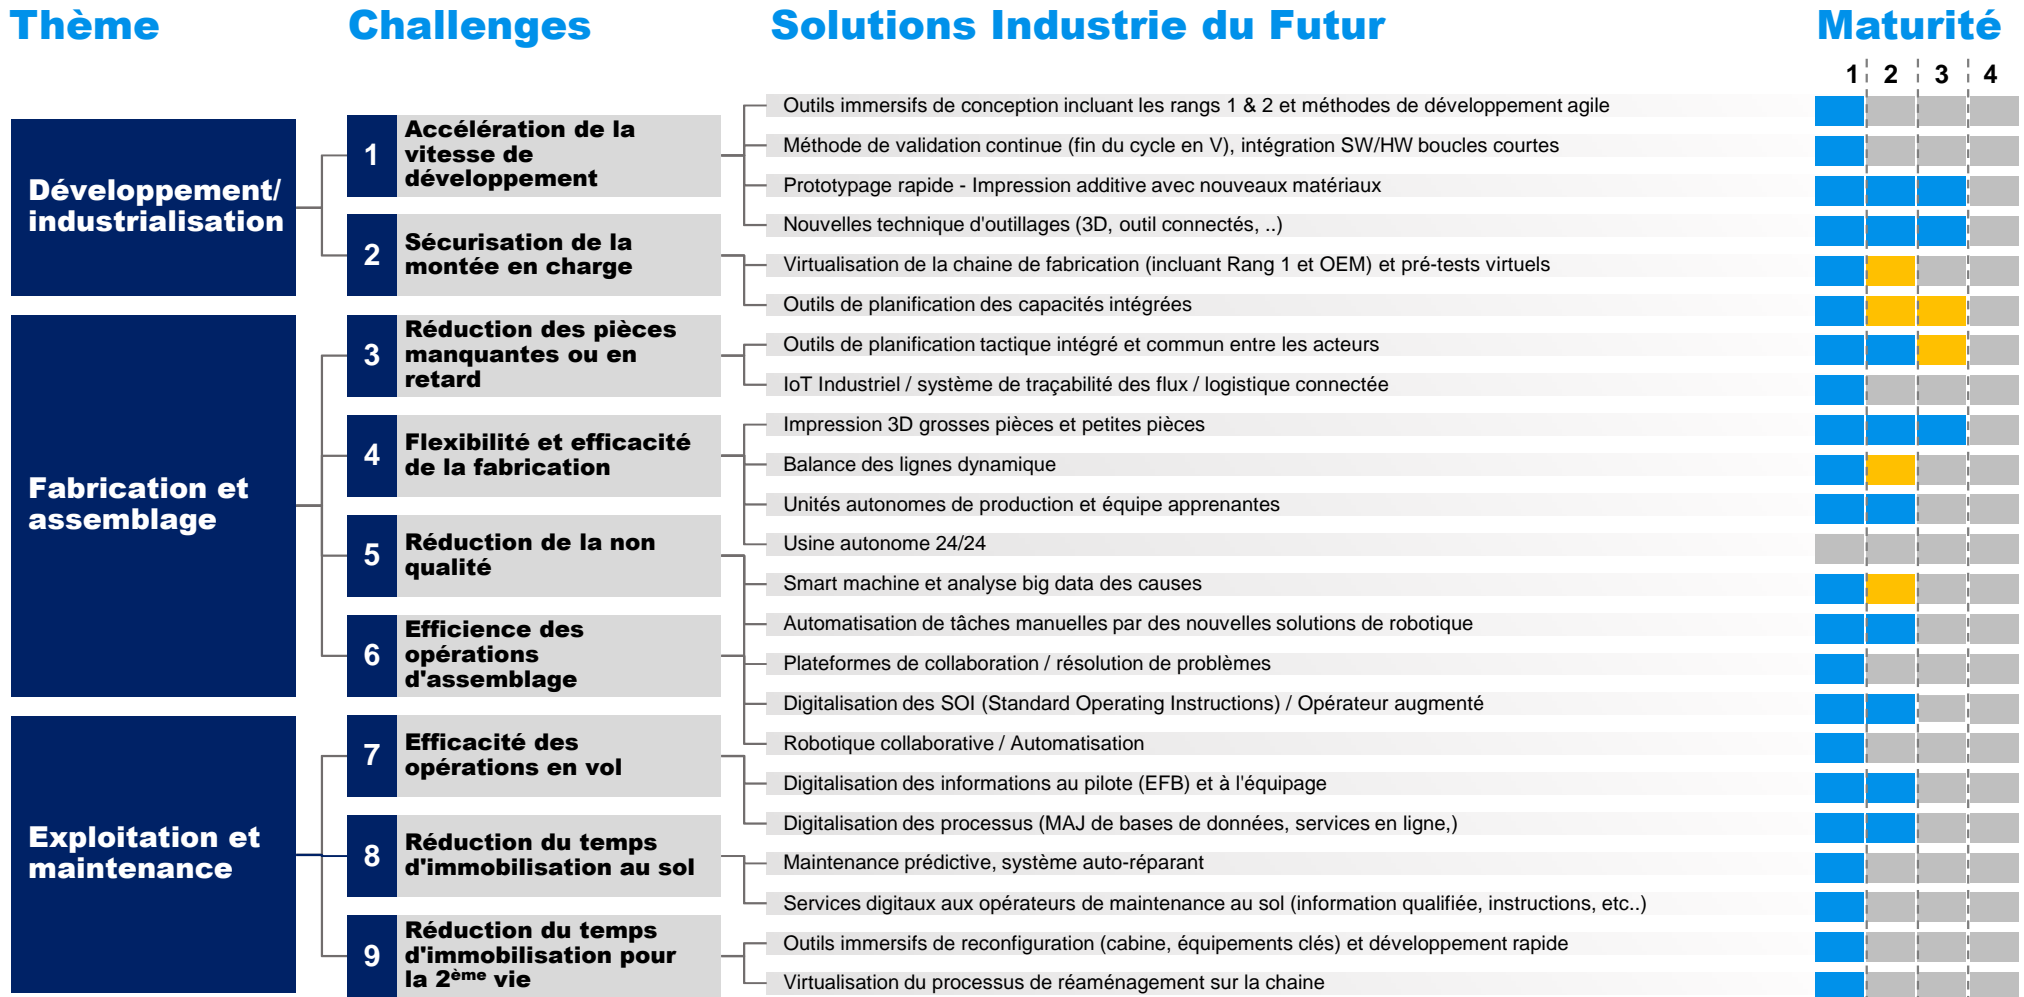 Thème
Challenges
Solutions Industrie du Futur
Maturité
1 2 3 4
Développement/
industrialisation
1
Accélération de la
vitesse de
développement
2
Sécurisation de la
montée en charge
Fabrication et
assemblage
3
Réduction des pièces
manquantes ou en
retard
4
Flexibilité et efficacité
de la fabrication
5
Réduction de la non
qualité
6
Efficience des
opérations
d'assemblage
Exploitation et
maintenance
7
Efficacité des
opérations en vol
8
Réduction du temps
d'immobilisation au sol
9
Réduction du temps
d'immobilisation pour
la 2ème vie
Outils immersifs de conception incluant les rangs 1 & 2 et méthodes de développement agile
Méthode de validation continue (fin du cycle en V), intégration SW/HW boucles courtes
Prototypage rapide - Impression additive avec nouveaux matériaux
Nouvelles technique d'outillages (3D, outil connectés, ..)
Virtualisation de la chaine de fabrication (incluant Rang 1 et OEM) et pré-tests virtuels
Outils de planification des capacités intégrées
Outils de planification tactique intégré et commun entre les acteurs
IoT Industriel / système de traçabilité des flux / logistique connectée
Impression 3D grosses pièces et petites pièces
Balance des lignes dynamique
Unités autonomes de production et équipe apprenantes
Usine autonome 24/24
Smart machine et analyse big data des causes
Automatisation de tâches manuelles par des nouvelles solutions de robotique
Plateformes de collaboration / résolution de problèmes
Digitalisation des SOI (Standard Operating Instructions) / Opérateur augmenté
Robotique collaborative / Automatisation
Digitalisation des informations au pilote (EFB) et à l'équipage
Digitalisation des processus (MAJ de bases de données, services en ligne,)
Maintenance prédictive, système auto-réparant
Services digitaux aux opérateurs de maintenance au sol (information qualifiée, instructions, etc..)
Outils immersifs de reconfiguration (cabine, équipements clés) et développement rapide
Virtualisation du processus de réaménagement sur la chaine